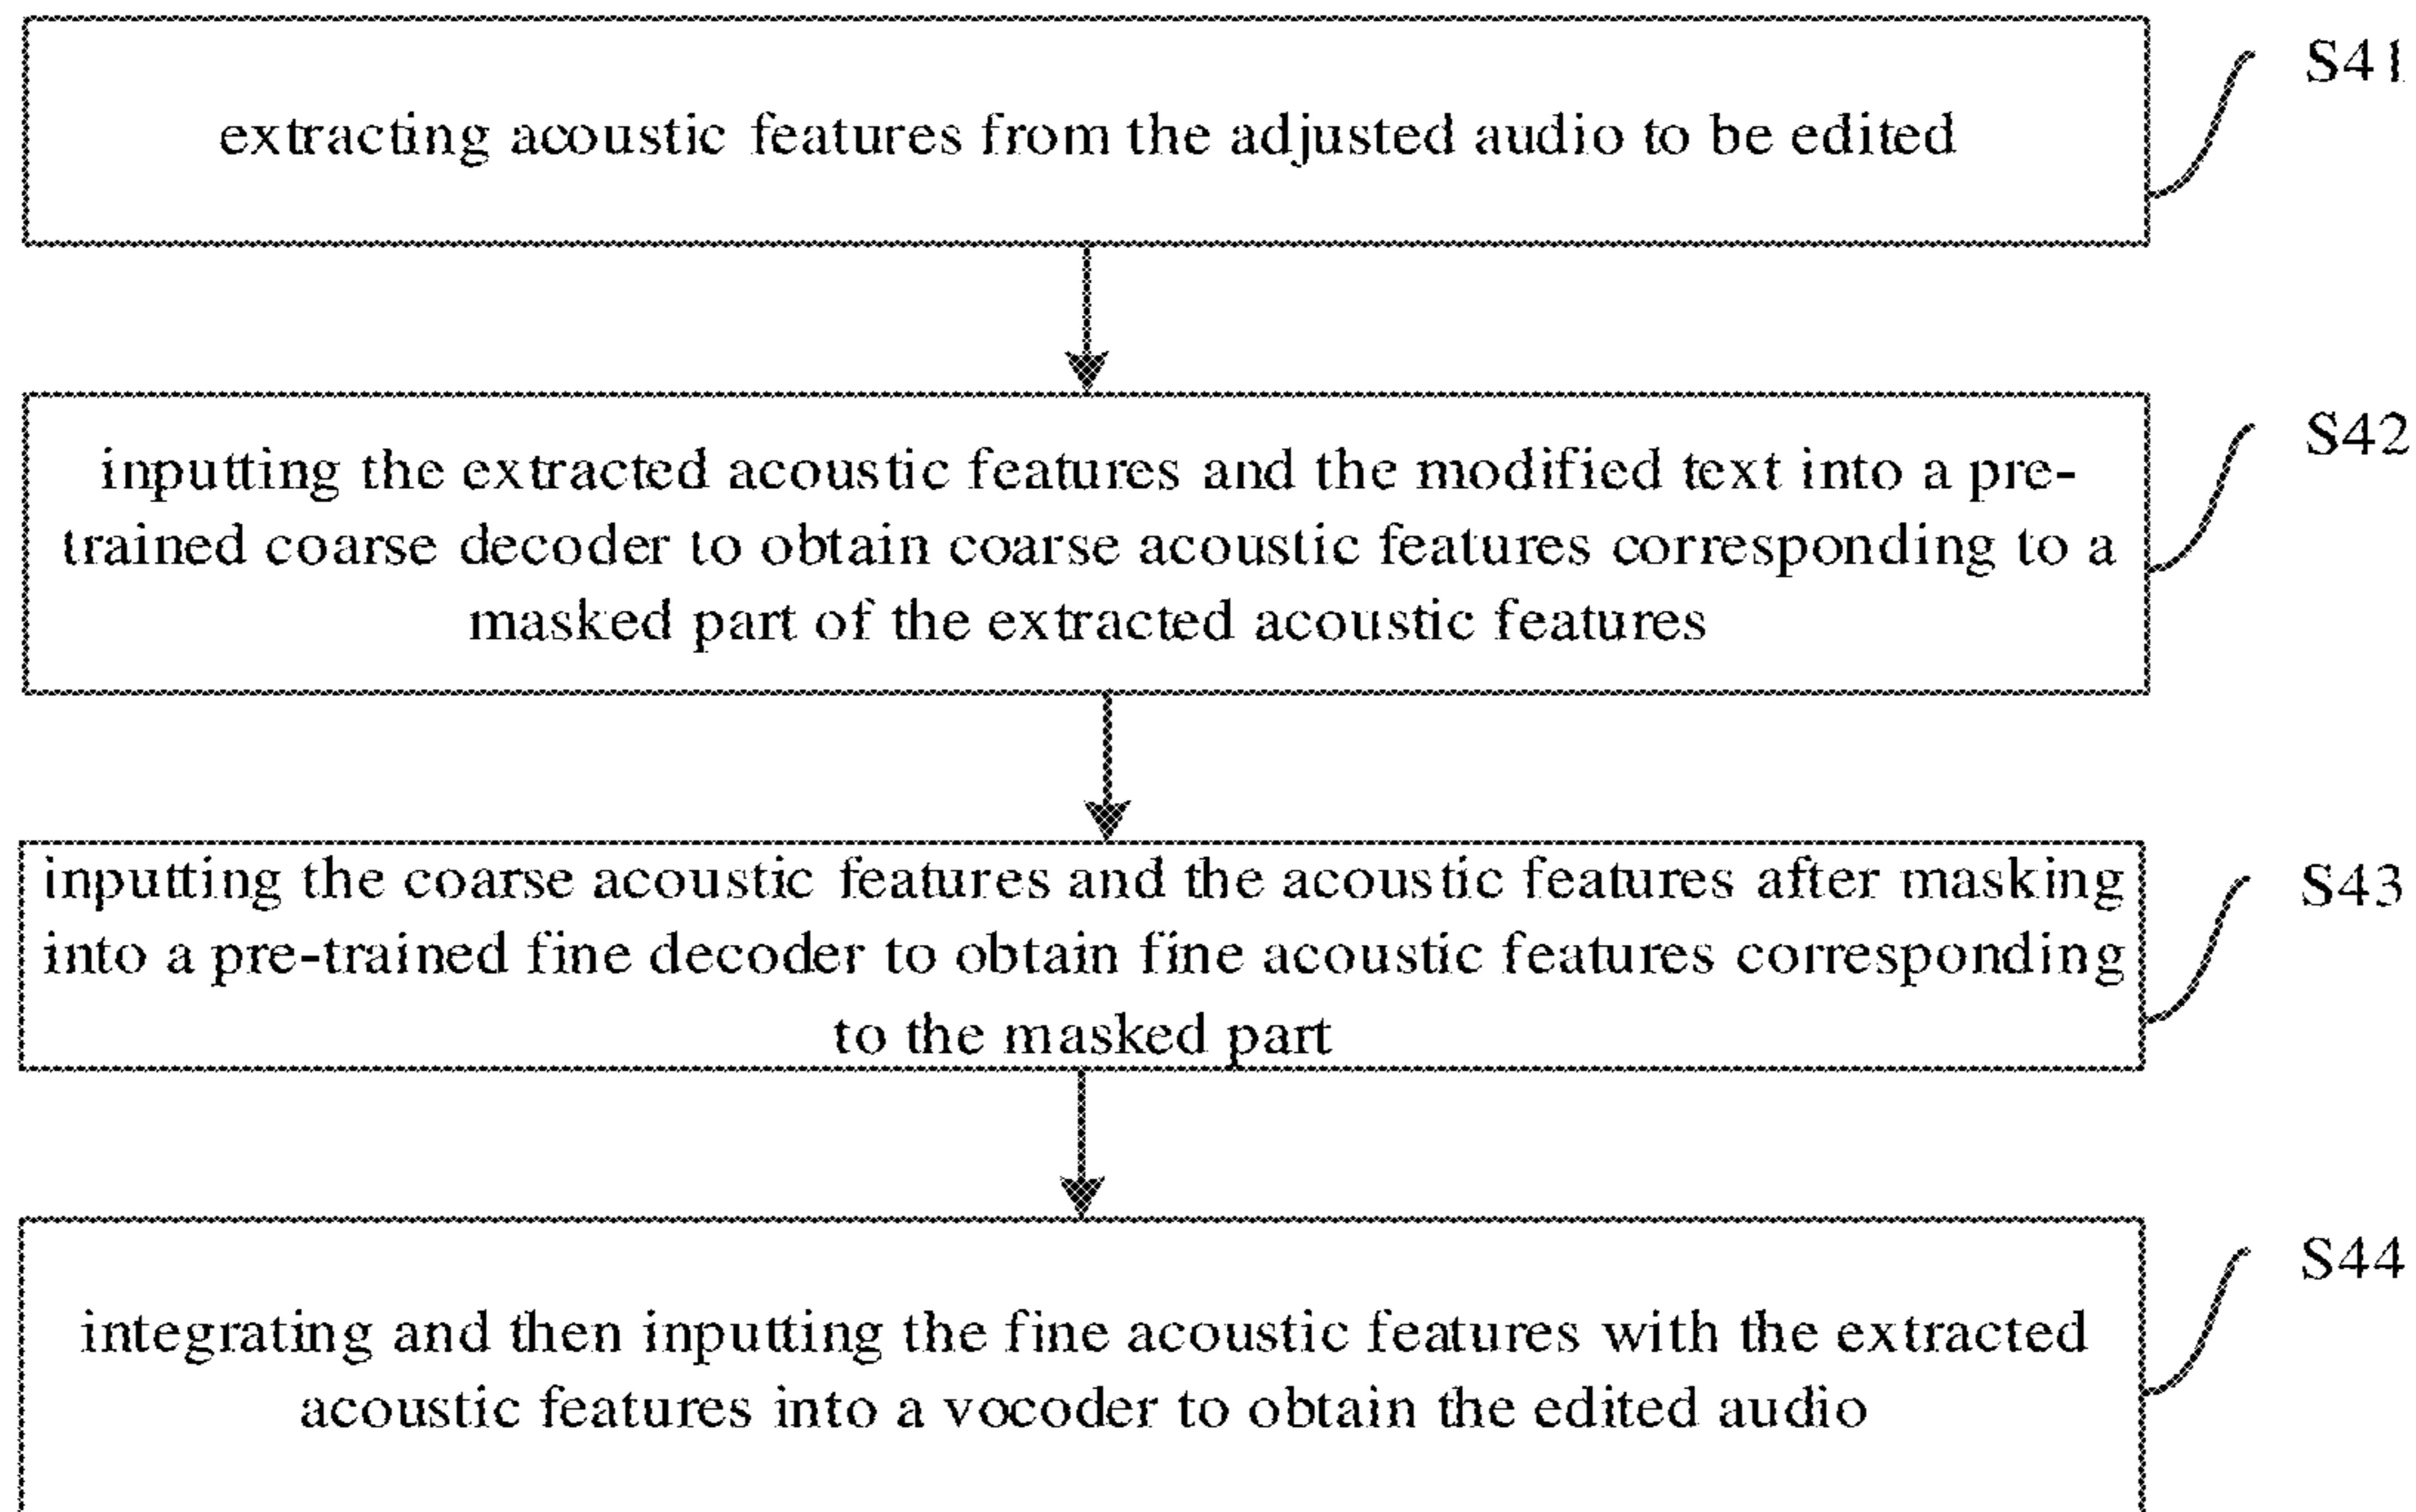 S41
extracting acoustic features from the adjusted audio to be edited
S42
inputting the extracted acoustic features and the modified text into a pre-
trained coarse decoder to obtain coarse acoustic features corresponding to a
masked part of the extracted acoustic features
S43
inputting the coarse acoustic features and the acoustic features after masking
into a pre-trained fine decoder to obtain fine acoustic features corresponding
to the masked part
S44
integrating and then inputting the fine acoustic features with the extracted
acoustic features into a vocoder to obtain the edited audio